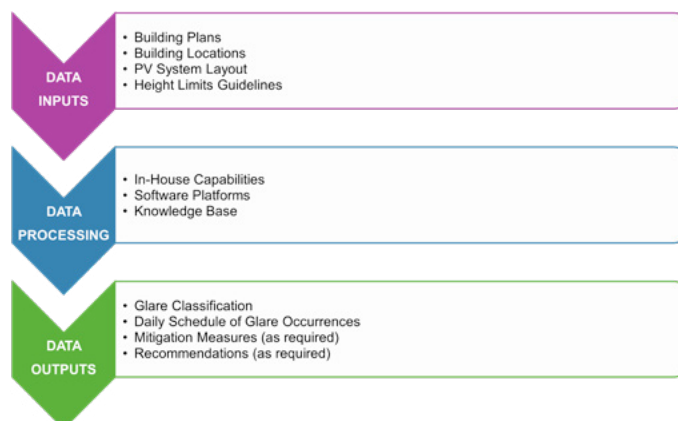 DATA
INPUTS
• Building Plans
• Building Locations
• PV System Layout
• Height Limits Guidelines
DATA
PROCESSING
• In-House Capabilities
• Software Platforms
• Knowledge Base
DATA
OUTPUTS
• Glare Classification
• Daily Schedule of Glare Occurrences
• Mitigation Measures (as required)
• Recommendations (as required)